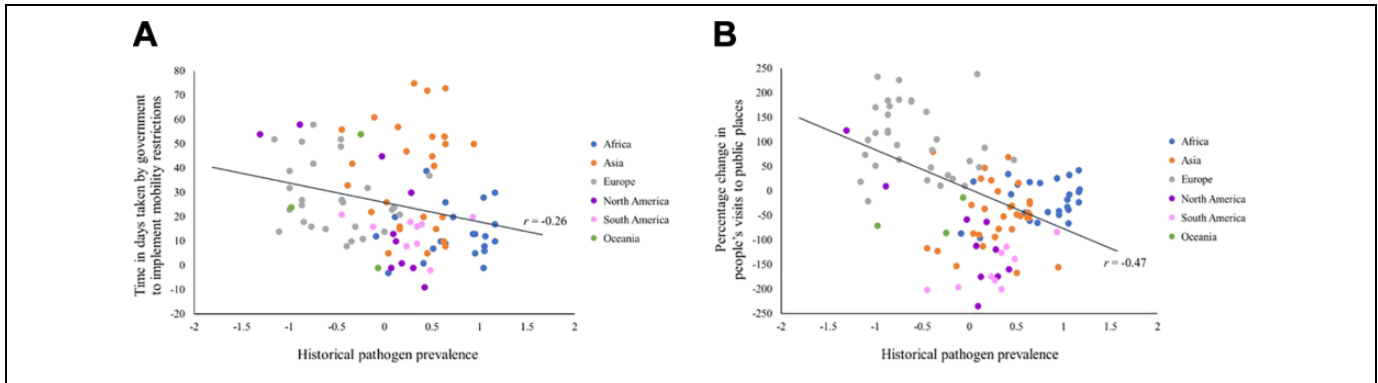 A
Time in days taken by government
to implement mobility restrictions
80
70
60
50
40
30
20
10
0
-10
-20
-2
-1.5
-1
-0.5
0
0.5
1
1.5
2
Historical pathogen prevalence
r = -0.26
Africa
Asia
Europe
North America
South America
Oceania
B
Percentage change in
people's visits to public places
250
200
150
100
50
0
-50
-100
-150
-200
-250
-2
-1.5
-1
-0.5
0
0.5
1
1.5
2
Historical pathogen prevalence
r = -0.47
Africa
Asia
Europe
North America
South America
Oceania